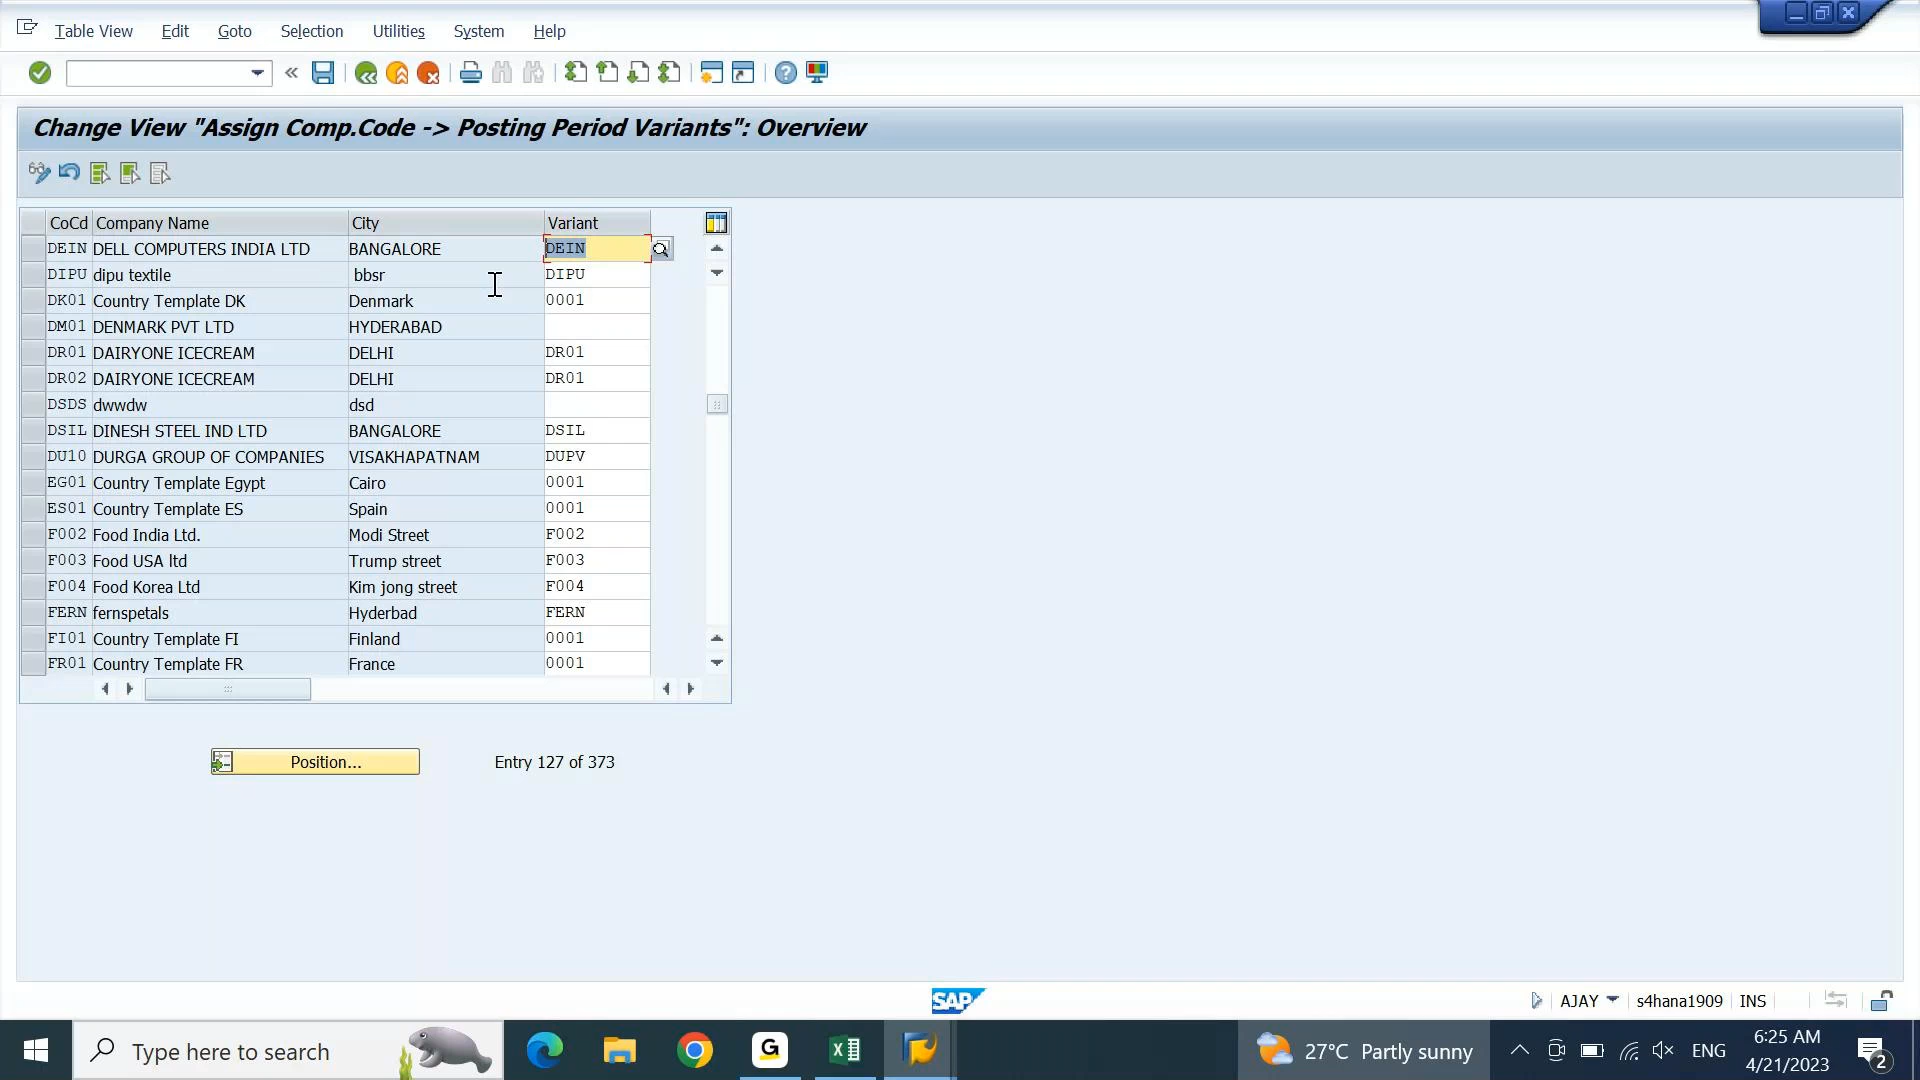 Table View Edit Goto Selection Utilities System Help
Change View "Assign Comp.Code -> Posting Period Variants": Overview
CoCd Company Name City Variant
DEIN DELL COMPUTERS INDIA LTD BANGALORE DEIN
DIPU dipu textile bbsr DIPU
DK01 Country Template DK Denmark 0001
DM01 DENMARK PVT LTD HYDERABAD
DR01 DAIRYONE ICECREAM DELHI DR01
DR02 DAIRYONE ICECREAM DELHI DR01
DSDS dwwdw dsd
DSIL DINESH STEEL IND LTD BANGALORE DSIL
DU10 DURGA GROUP OF COMPANIES VISAKHAPATNAM DUPV
EG01 Country Template Egypt Cairo 0001
ES01 Country Template ES Spain 0001
F002 Food India Ltd. Modi Street F002
F003 Food USA ltd Trump street F003
F004 Food Korea Ltd Kim jong street F004
FERN fernspetals Hyderbad FERN
FI01 Country Template FI Finland 0001
FR01 Country Template FR France 0001
Position... Entry 127 of 373
SAP AJAY s4hana1909 INS
Type here to search G 27°C Partly sunny ENG 6:25 AM
4/21/2023 2